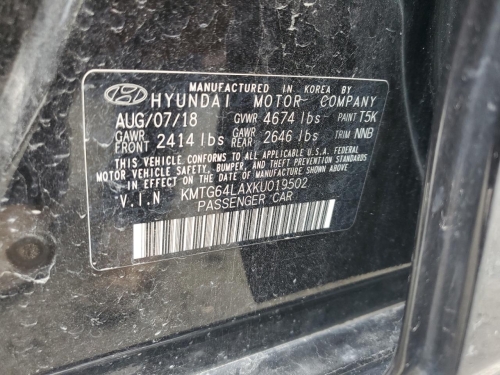 MANUFACTURED IN KOREA BY
HYUNDAI MOTOR COMPANY
AUG/07/18 GVWR 4674 lbs PAINT T5K
GAWR FRONT 2414 lbs GAWR REAR 2646 lbs TRIM NNB
THIS VEHICLE CONFORMS TO ALL APPLICABLE U.S.A. FEDERAL
MOTOR VEHICLE SAFETY, BUMPER, AND THEFT PREVENTION STANDARDS
IN EFFECT ON THE DATE OF MANUFACTURE SHOWN ABOVE.
V.I.N KMTG64LAXKU019502
PASSENGER CAR